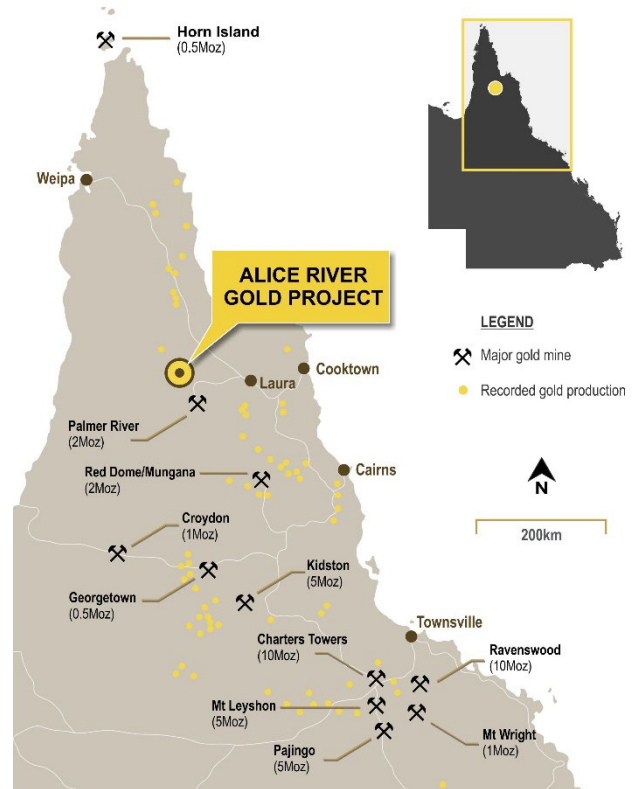 Horn Island
(0.5Moz)
Weipa
ALICE RIVER
GOLD PROJECT
LEGEND
Major gold mine
Recorded gold production
N
200km
Cooktown
Laura
Palmer River
(2Moz)
Red Dome/Mungana
(2Moz)
Cairns
Croydon
(1Moz)
Georgetown
(0.5Moz)
Kidston
(5Moz)
Townsville
Charters Towers
(10Moz)
Ravenswood
(10Moz)
Mt Leyshon
(5Moz)
Mt Wright
(1Moz)
Pajingo
(5Moz)